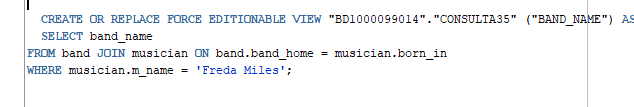 CREATE OR REPLACE FORCE EDITIONABLE VIEW "BD1000099014"."CONSULTA35" ("BAND_NAME") AS
SELECT band_name
FROM band JOIN musician ON band.band_home = musician.born_in
WHERE musician.m_name = 'Freda Miles';